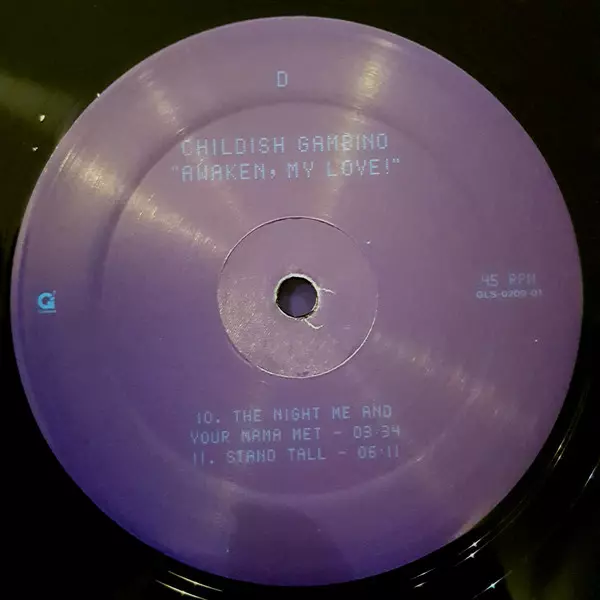 D
CHILDISH GAMBINO
"AWAKEN, MY LOVE!"
G
45 RPM
GLS-0209-01
10. THE NIGHT ME AND
YOUR MAMA MET - 03:34
11. STAND TALL - 06:11